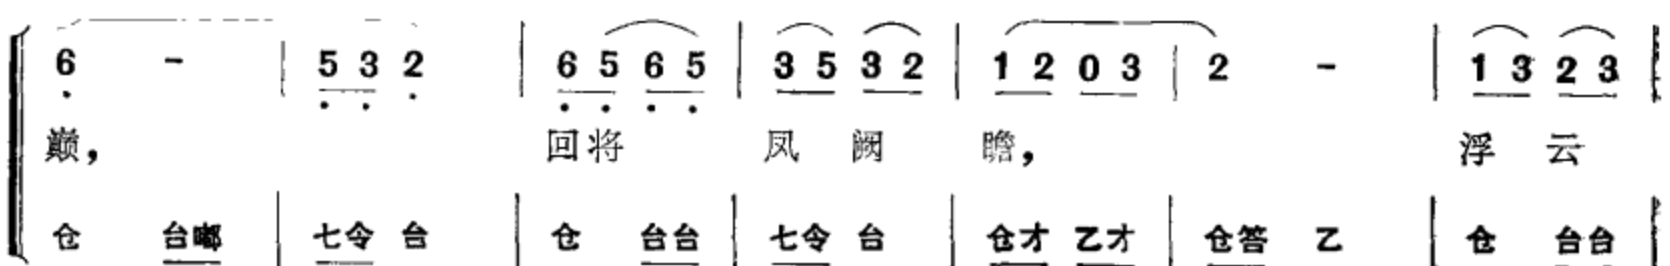 6 - | 5 3 2 | 6 5 6 5 | 3 5 3 2 | 1 2 0 3 | 2 - | 1 3 2 3 |
巅， 回将 凤 阙 瞻， 浮 云
仓 台嘟 | 七令 台 | 仓 台台 | 七令 台 | 仓才 乙才 | 仓答 乙 | 仓 台台 |